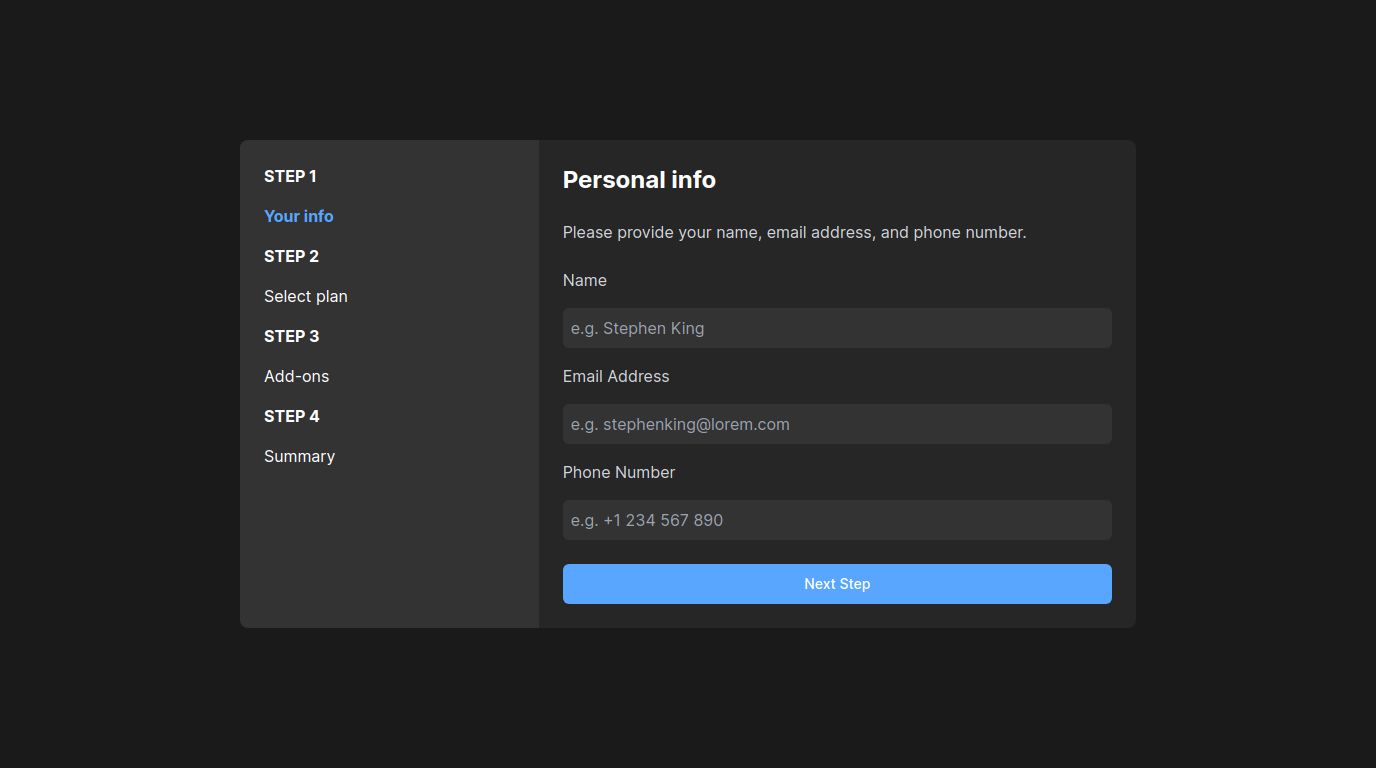 STEP 1
Your info
STEP 2
Select plan
STEP 3
Add-ons
STEP 4
Summary
Personal info
Please provide your name, email address, and phone number.
Name
e.g. Stephen King
Email Address
e.g. stephenking@lorem.com
Phone Number
e.g. +1 234 567 890
Next Step